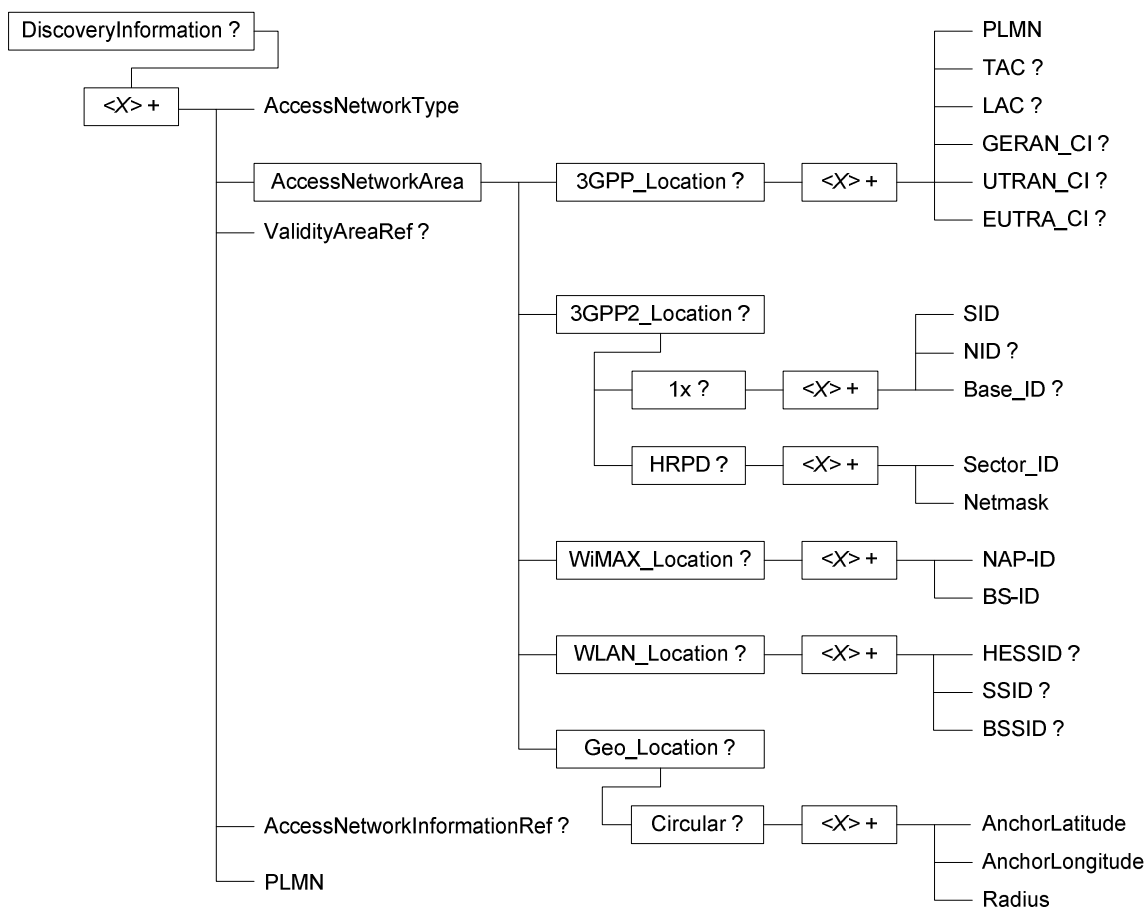 DiscoveryInformation ?
<X> +
AccessNetworkType
AccessNetworkArea
ValidityAreaRef ?
3GPP_Location ?
<X> +
PLMN
TAC ?
LAC ?
GERAN_CI ?
UTRAN_CI ?
EUTRA_CI ?
3GPP2_Location ?
1x ?
<X> +
SID
NID ?
Base_ID ?
HRPD ?
<X> +
Sector_ID
Netmask
WiMAX_Location ?
<X> +
NAP-ID
BS-ID
WLAN_Location ?
<X> +
HESSID ?
SSID ?
BSSID ?
Geo_Location ?
Circular ?
<X> +
AnchorLatitude
AnchorLongitude
Radius
AccessNetworkInformationRef ?
PLMN